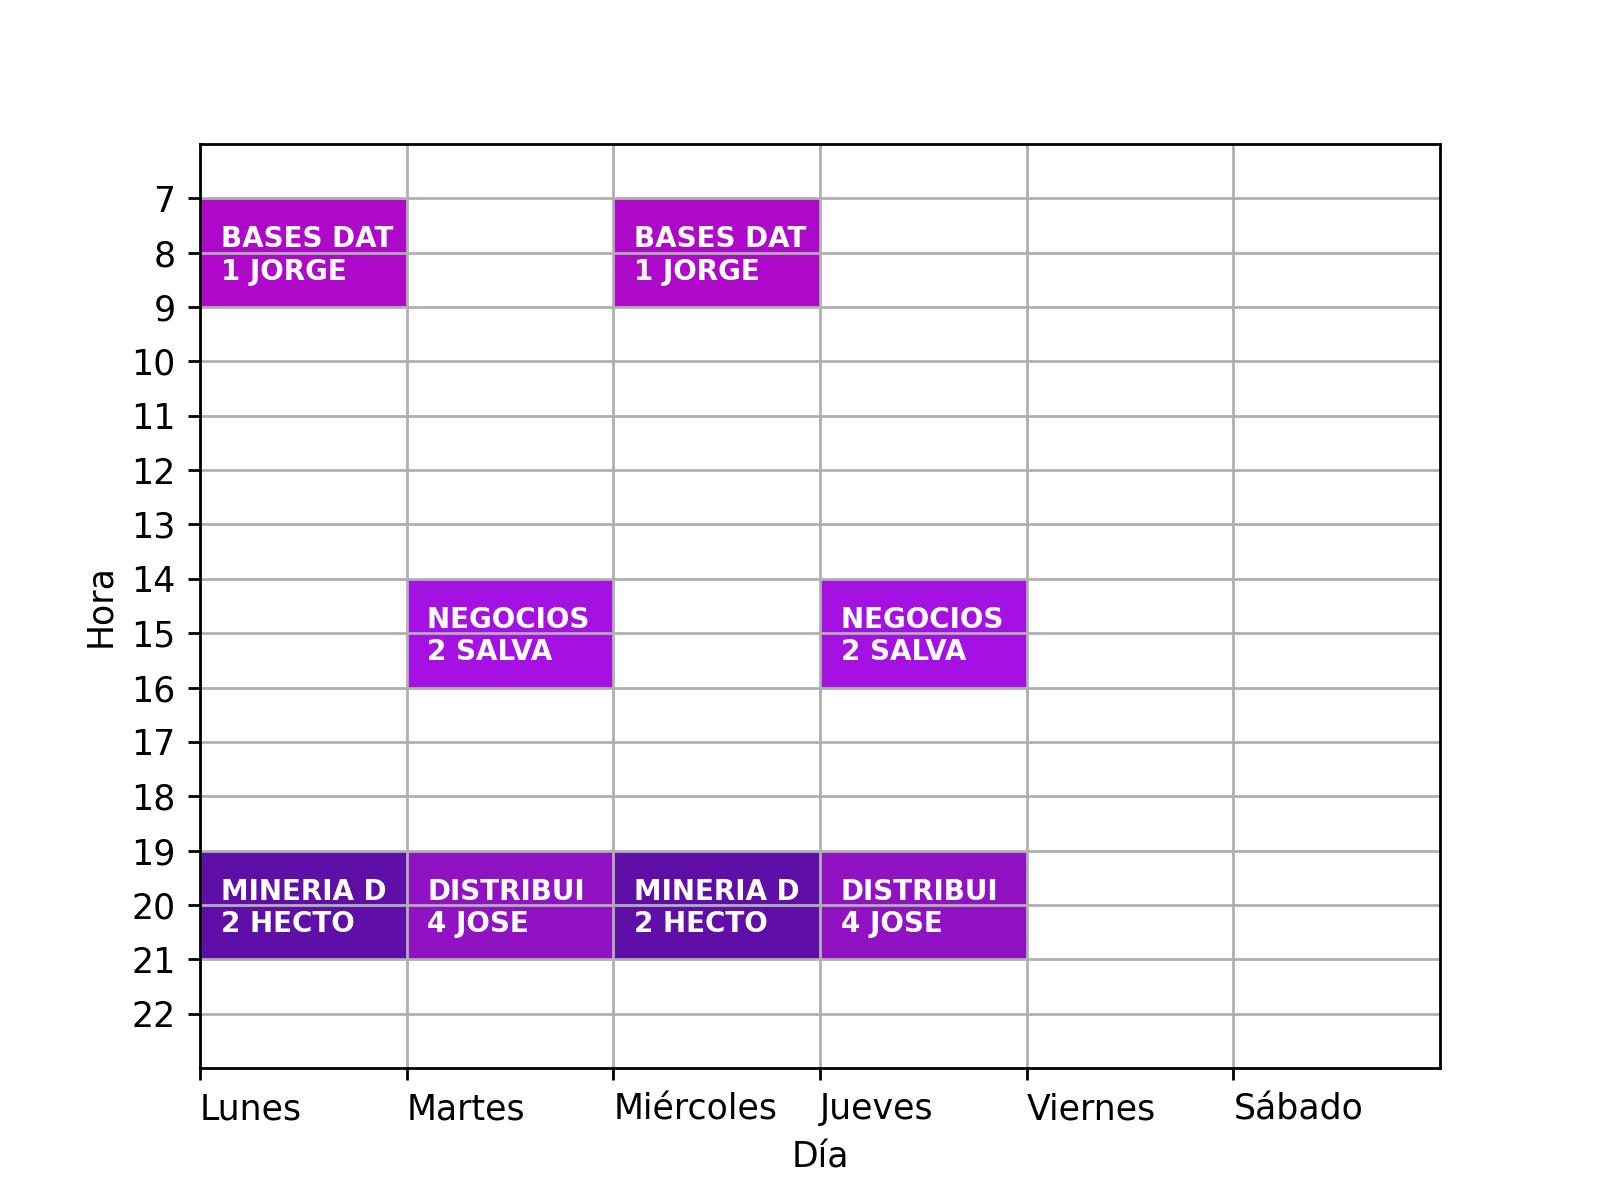 7
BASES DAT
1 JORGE
BASES DAT
1 JORGE
8
9
10
11
12
13
14
NEGOCIOS
2 SALVA
NEGOCIOS
2 SALVA
Hora
15
16
17
18
19
MINERIA D
2 HECTO
DISTRIBUI
4 JOSE
MINERIA D
2 HECTO
DISTRIBUI
4 JOSE
20
21
22
Lunes Martes Miércoles Jueves Viernes Sábado
Día